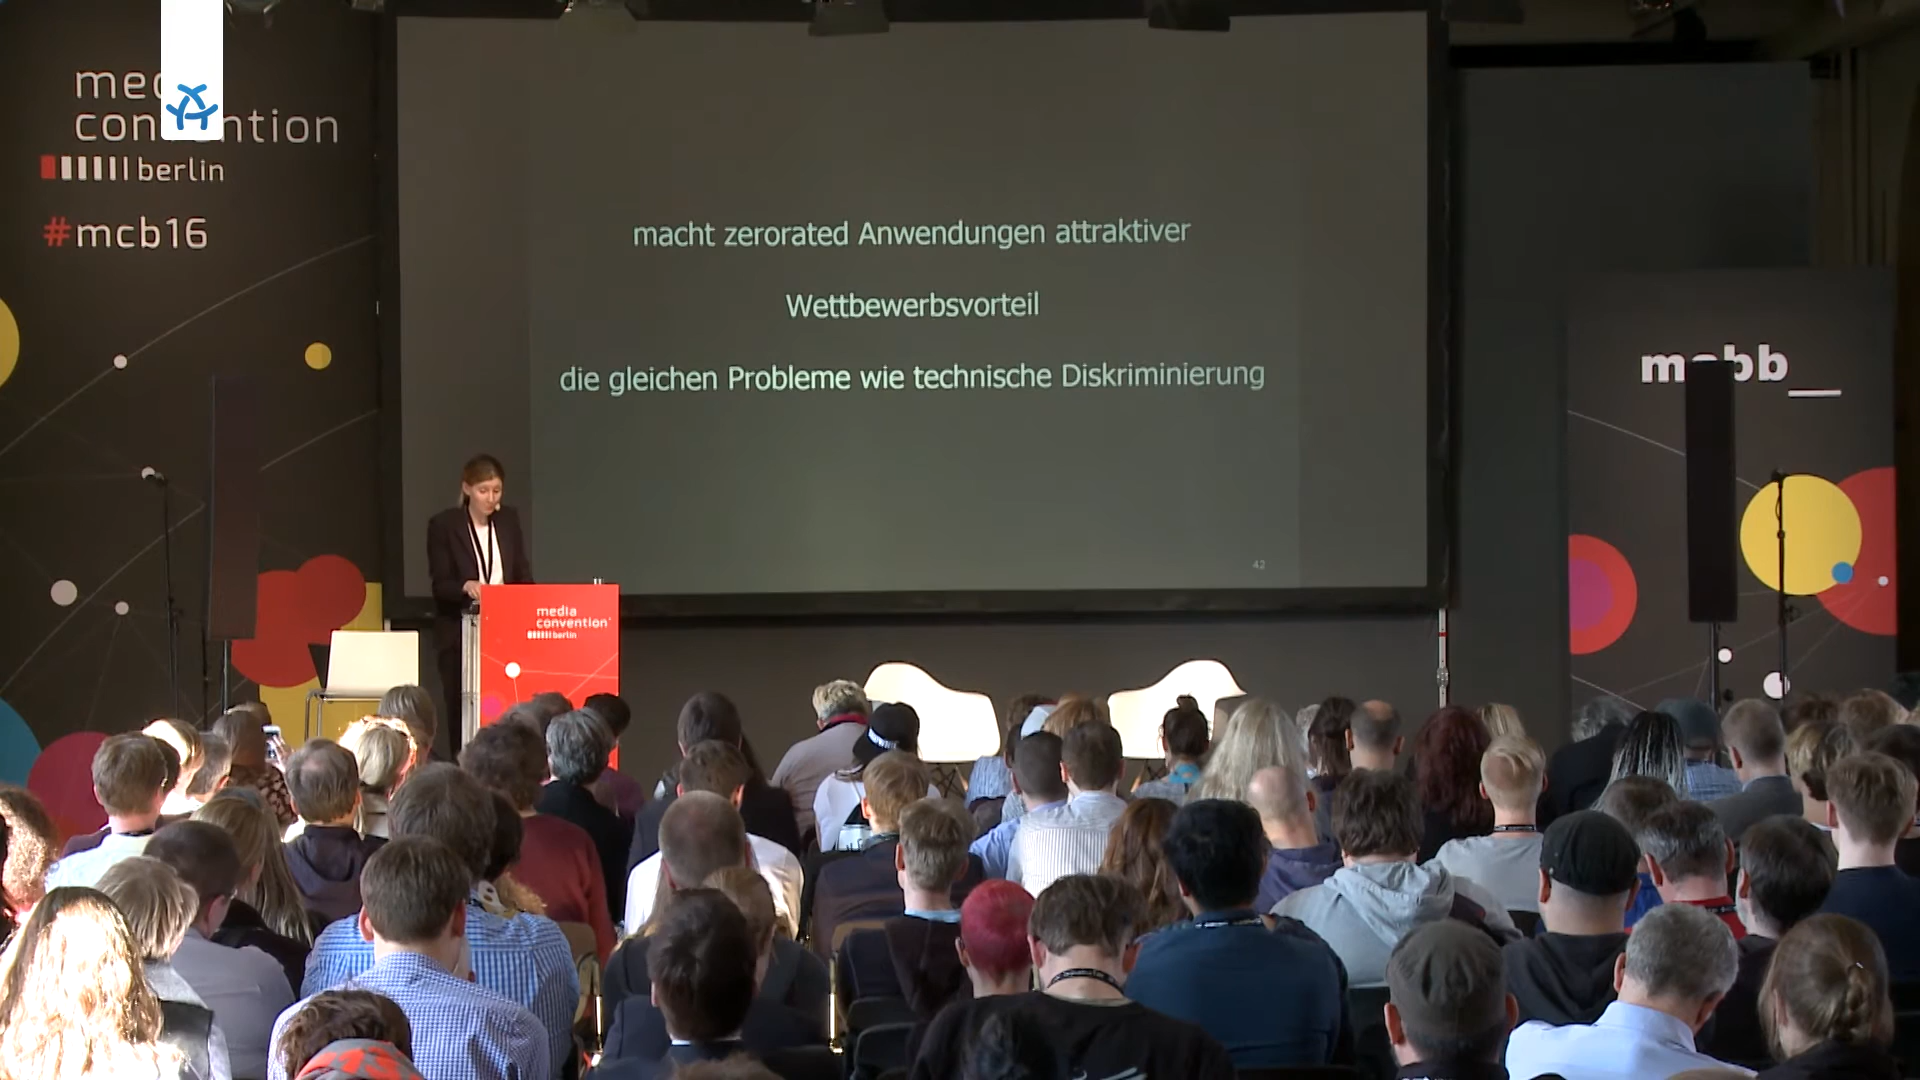 berlin
#mcb16
macht zerorated Anwendungen attraktiver
Wettbewerbsvorteil
die gleichen Probleme wie technische Diskriminierung
42
media
convention
berlin